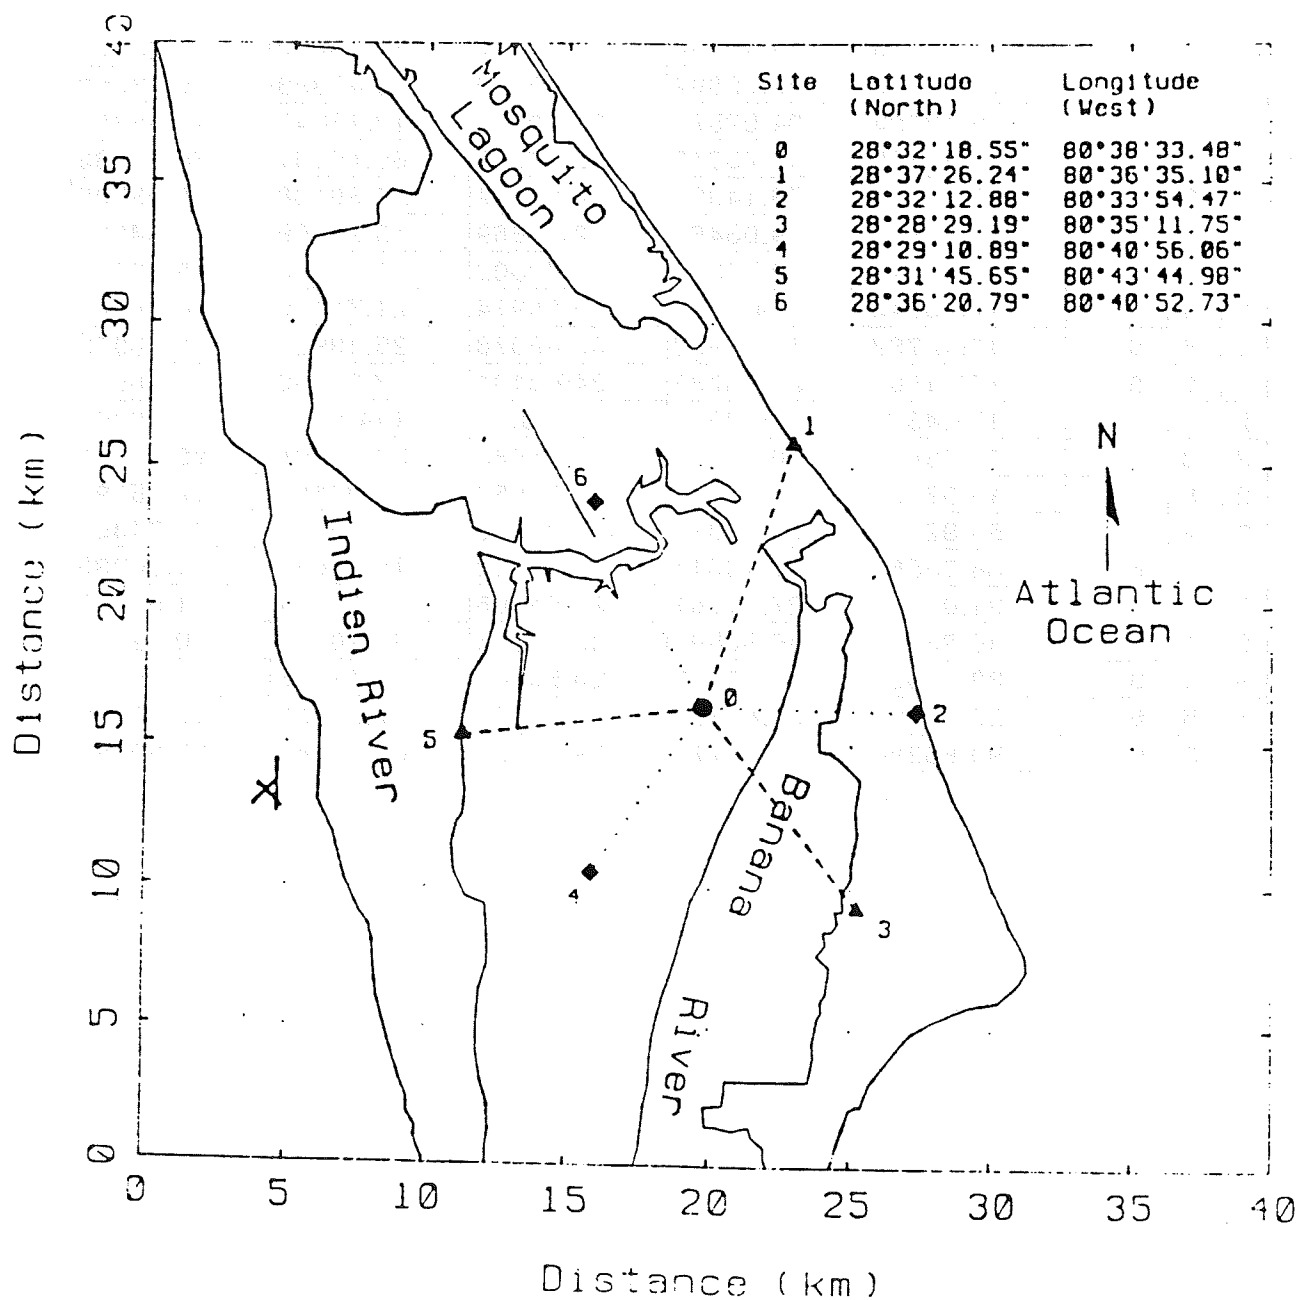 Site Latitude Longitude
(North) (West)
0 28°32'18.55" 80°38'33.48"
1 28°37'26.24" 80°36'35.10"
2 28°32'12.88" 80°33'54.47"
3 28°28'29.19" 80°35'11.75"
4 28°29'10.89" 80°40'56.06"
5 28°31'45.65" 80°43'44.98"
6 28°36'20.79" 80°40'52.73"
Mosquito
Lagoon
1
N
6
Indian River
Atlantic
Ocean
0
2
5
X
Banana
River
4
3
40
35
30
25
20
15
10
5
0
Distance (km)
0 5 10 15 20 25 30 35 40
Distance (km)